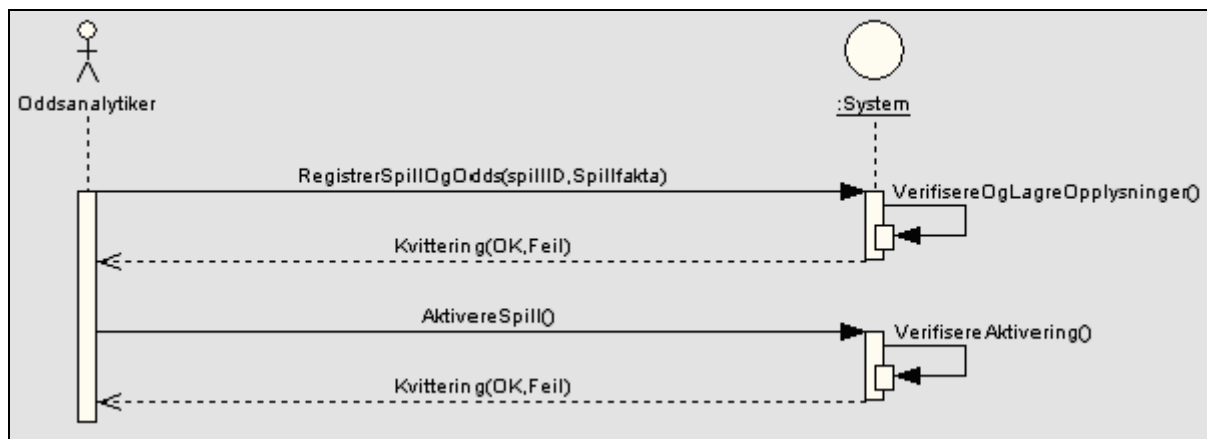 Oddsanalytiker
:System
RegistrerSpillOgOdds(spillID,Spillfakta)
VerifisereOgLagreOpplysninger()
Kvittering(OK,Feil)
AktivereSpill()
VerifisereAktivering()
Kvittering(OK,Feil)